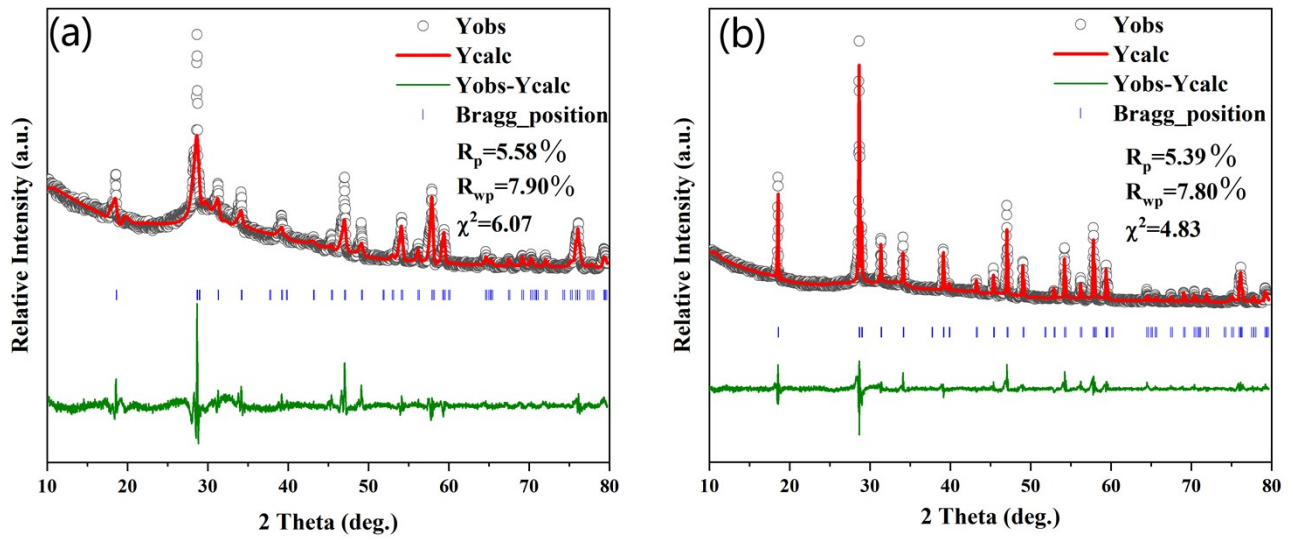 (a)
Yobs
Ycalc
Yobs-Ycalc
Bragg_position
Rp=5.58%
Rwp=7.90%
χ²=6.07
Relative Intensity (a.u.)
10 20 30 40 50 60 70 80
2 Theta (deg.)
(b)
Yobs
Ycalc
Yobs-Ycalc
Bragg_position
Rp=5.39%
Rwp=7.80%
χ²=4.83
Relative Intensity (a.u.)
10 20 30 40 50 60 70 80
2 Theta (deg.)